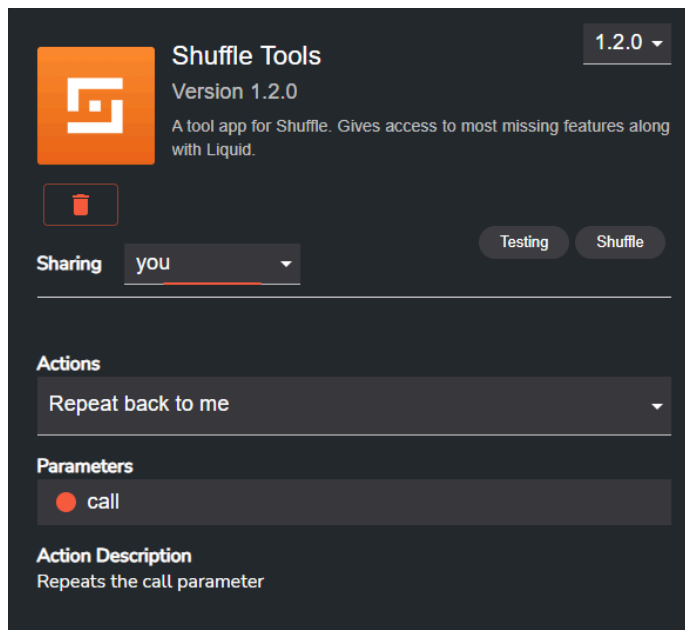 Shuffle Tools
1.2.0
Version 1.2.0
A tool app for Shuffle. Gives access to most missing features along
with Liquid.
Testing
Shuffle
Sharing
you
Actions
Repeat back to me
Parameters
call
Action Description
Repeats the call parameter